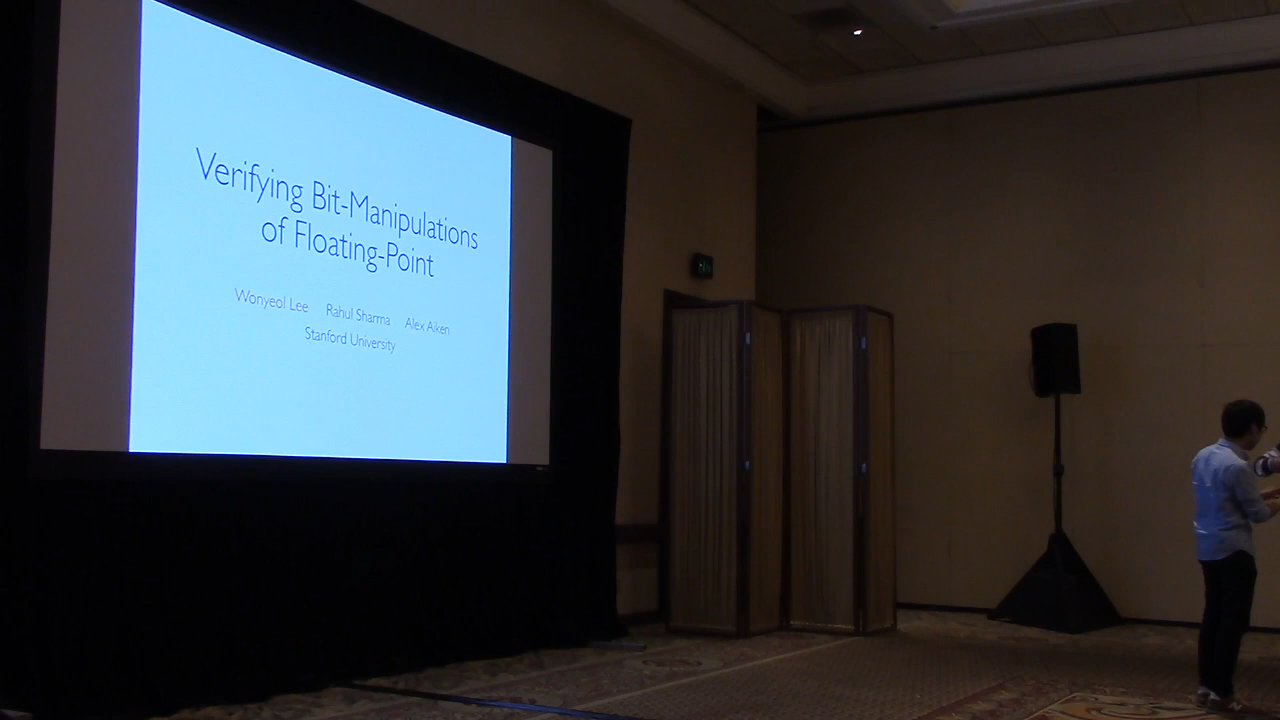 Verifying Bit-Manipulations
of Floating-Point
Wonyeol Lee Rahul Sharma Alex Aiken
Stanford University